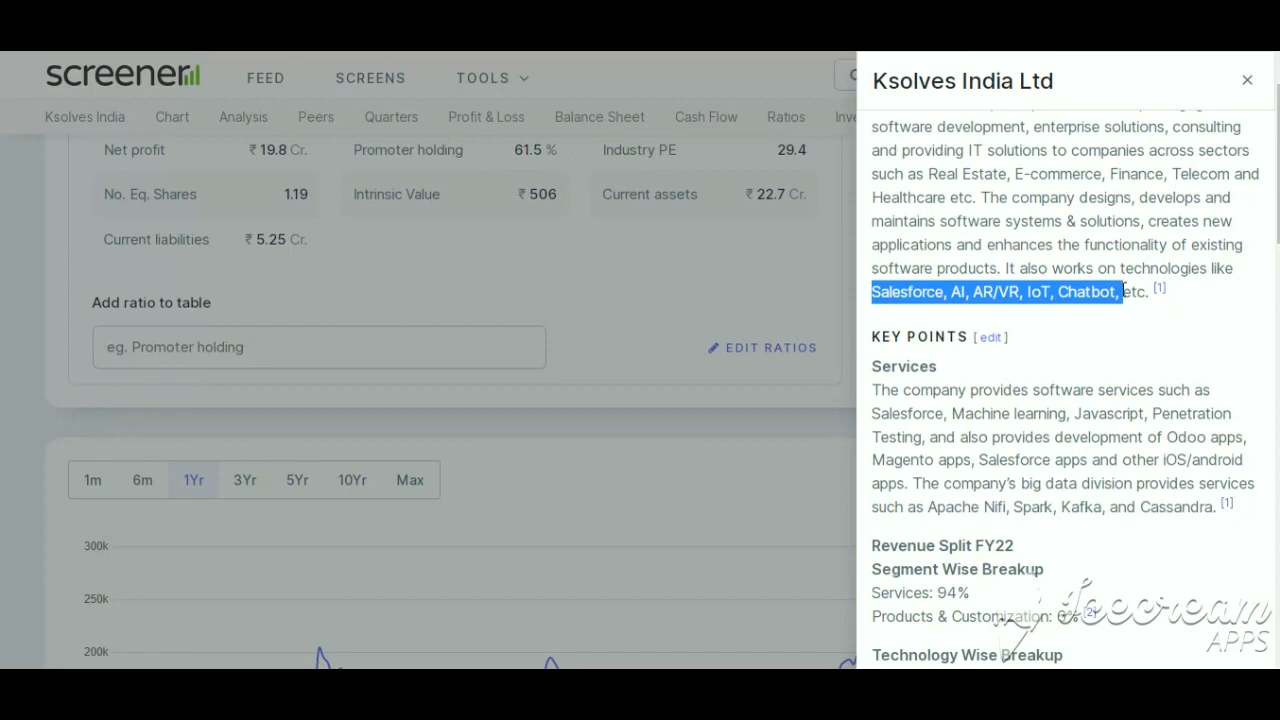 screener
FEED
SCREENS
TOOLS
Ksolves India
Chart
Analysis
Peers
Quarters
Profit & Loss
Balance Sheet
Cash Flow
Ratios
Net profit ₹ 19.8 Cr.
Promoter holding 61.5 %
Industry PE 29.4
No. Eq. Shares 1.19
Intrinsic Value ₹ 506
Current assets ₹ 22.7 Cr.
Current liabilities ₹ 5.25 Cr.
Add ratio to table
eg. Promoter holding
EDIT RATIOS
1m 6m 1Yr 3Yr 5Yr 10Yr Max
300k
250k
200k
Ksolves India Ltd ×
software development, enterprise solutions, consulting
and providing IT solutions to companies across sectors
such as Real Estate, E-commerce, Finance, Telecom and
Healthcare etc. The company designs, develops and
maintains software systems & solutions, creates new
applications and enhances the functionality of existing
software products. It also works on technologies like
Salesforce, AI, AR/VR, IoT, Chatbot, etc. [1]
KEY POINTS [ edit ]
Services
The company provides software services such as
Salesforce, Machine learning, Javascript, Penetration
Testing, and also provides development of Odoo apps,
Magento apps, Salesforce apps and other iOS/android
apps. The company's big data division provides services
such as Apache Nifi, Spark, Kafka, and Cassandra. [1]
Revenue Split FY22
Segment Wise Breakup
Services: 94%
Products & Customization: 6% [2]
Technology Wise Breakup
Icecream
APPS